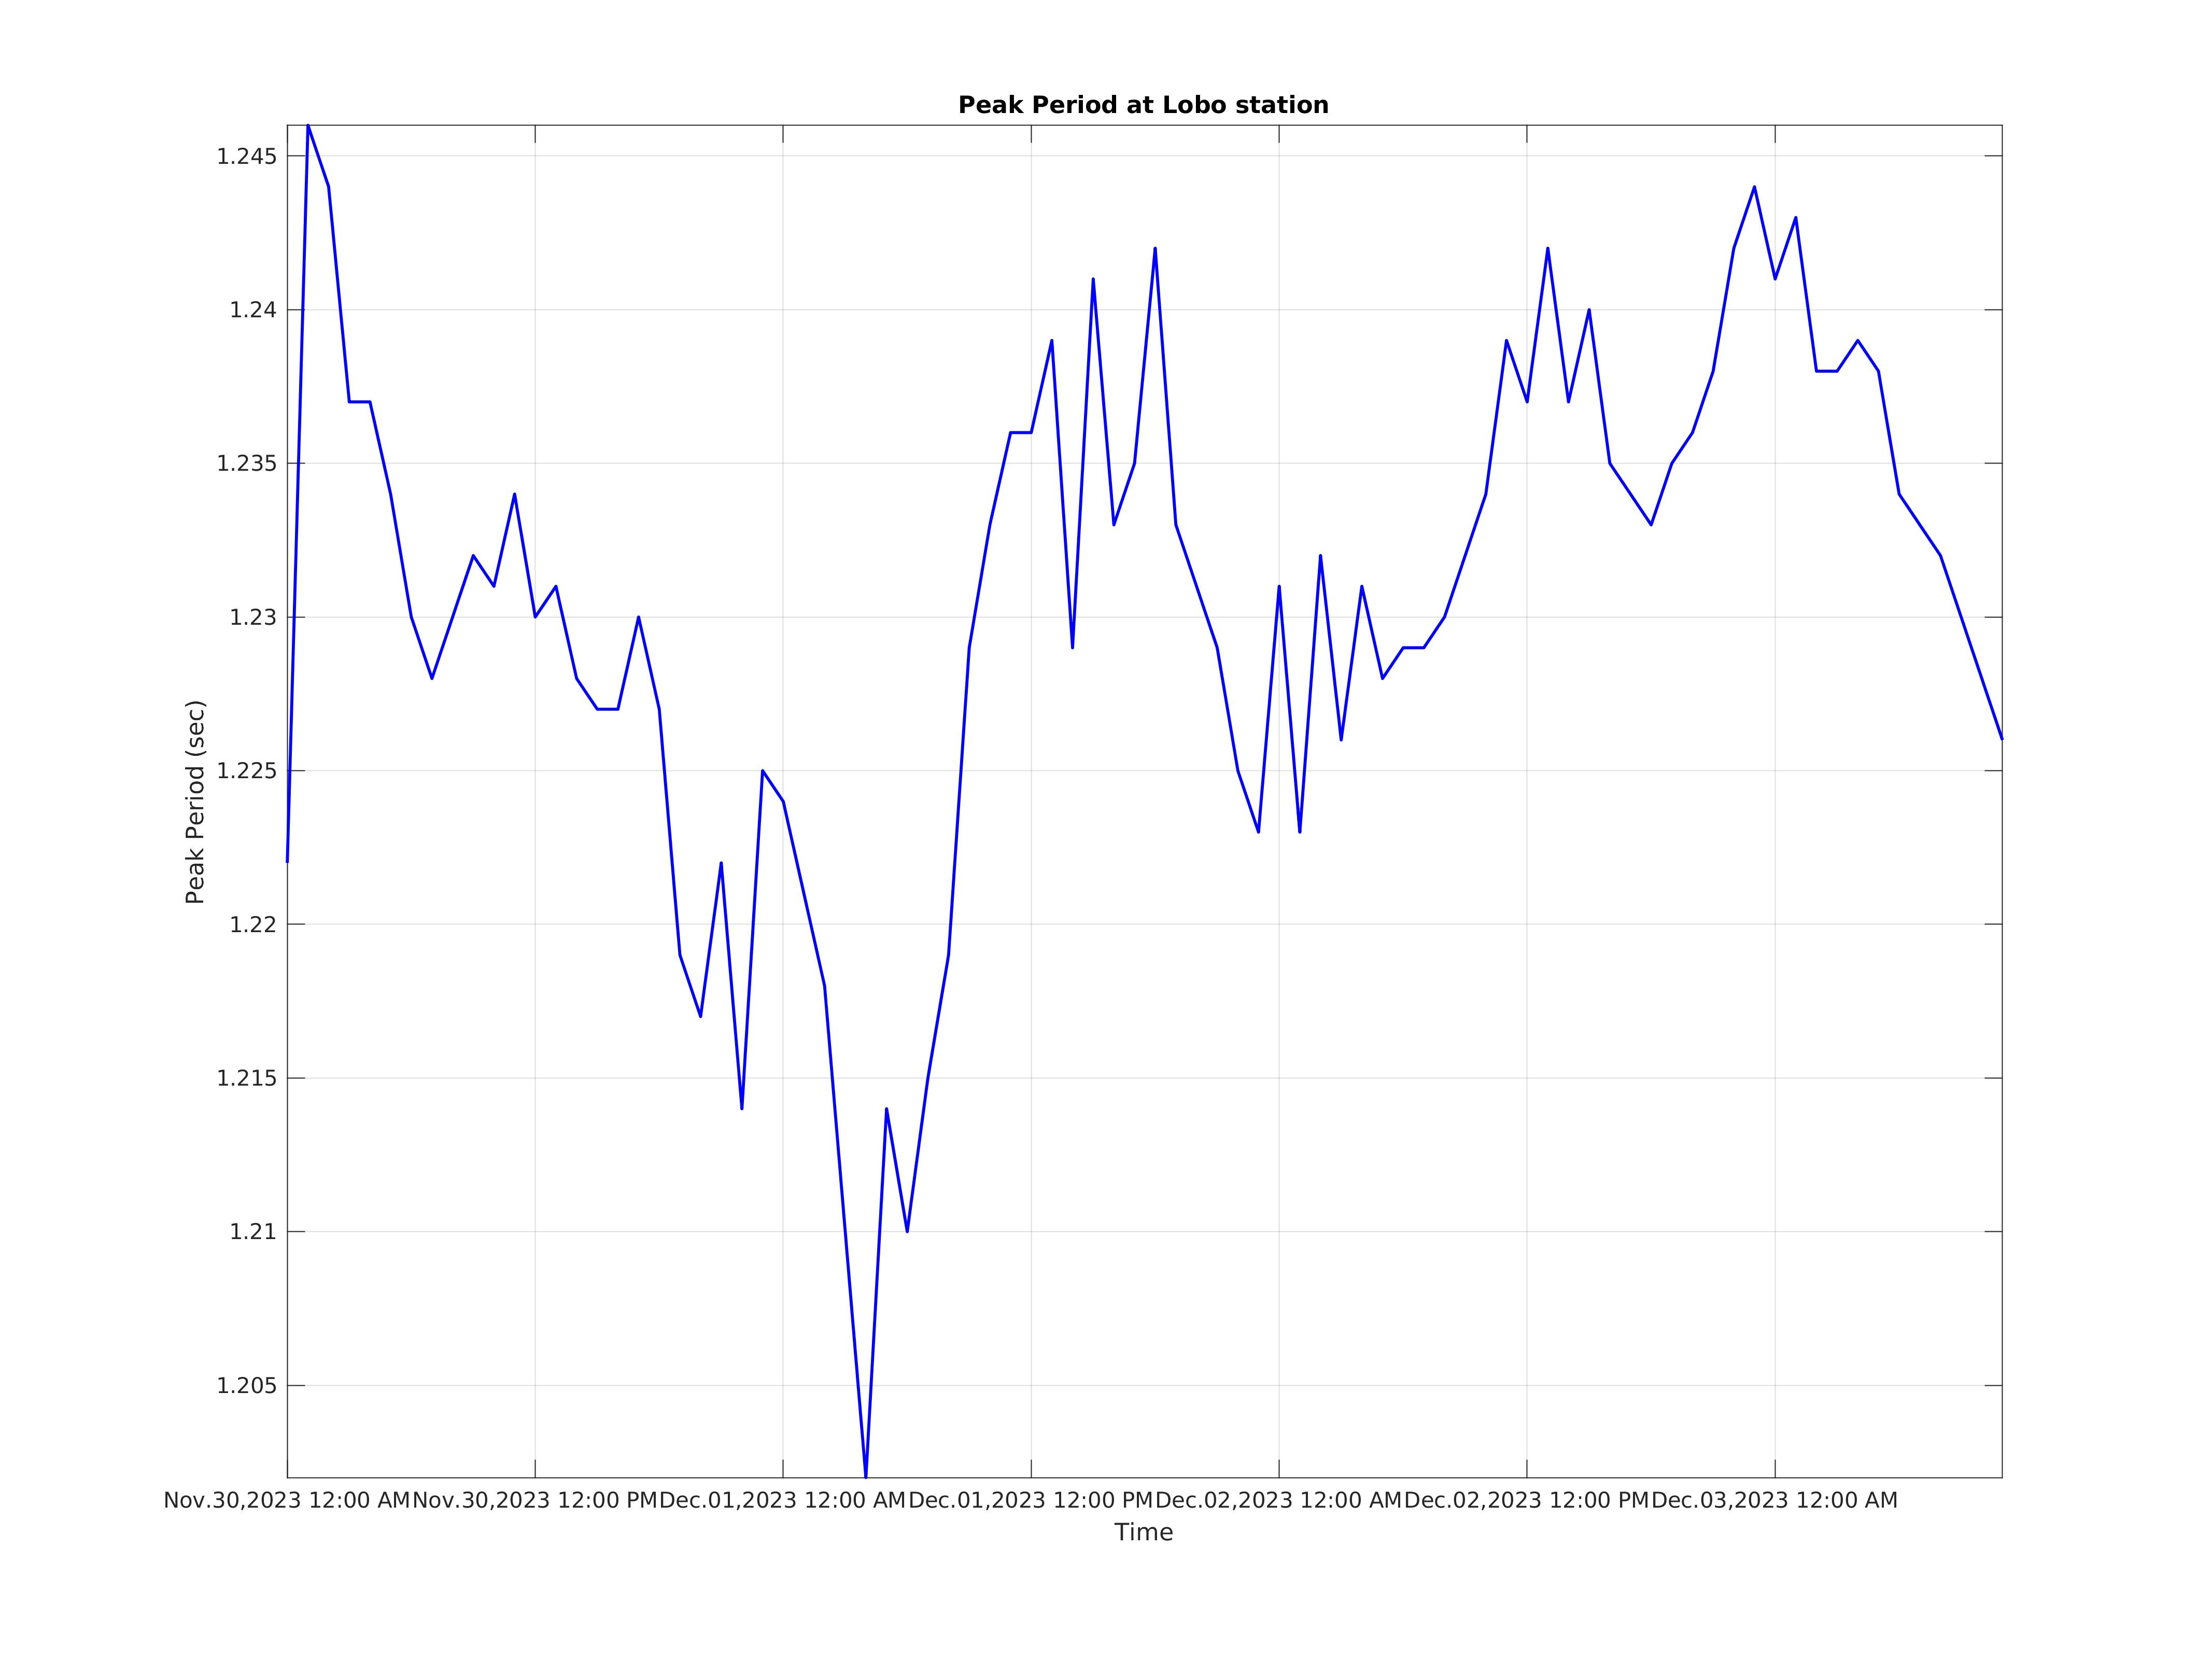 Peak Period at Lobo station
1.245
1.24
1.235
1.23
1.225
1.22
1.215
1.21
1.205
Peak Period (sec)
Nov.30,2023 12:00 AM Nov.30,2023 12:00 PM Dec.01,2023 12:00 AM Dec.01,2023 12:00 PM Dec.02,2023 12:00 AM Dec.02,2023 12:00 PM Dec.03,2023 12:00 AM
Time